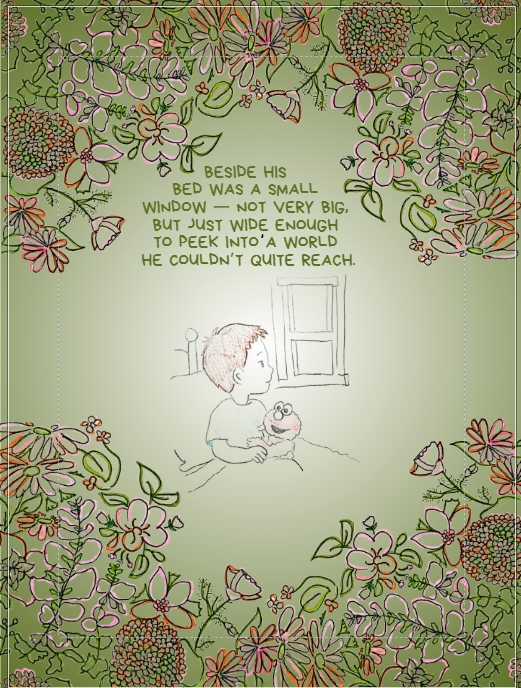 BESIDE HIS
BED WAS A SMALL
WINDOW — NOT VERY BIG,
BUT JUST WIDE ENOUGH
TO PEEK INTO'A WORLD
HE COULDN'T QUITE REACH.